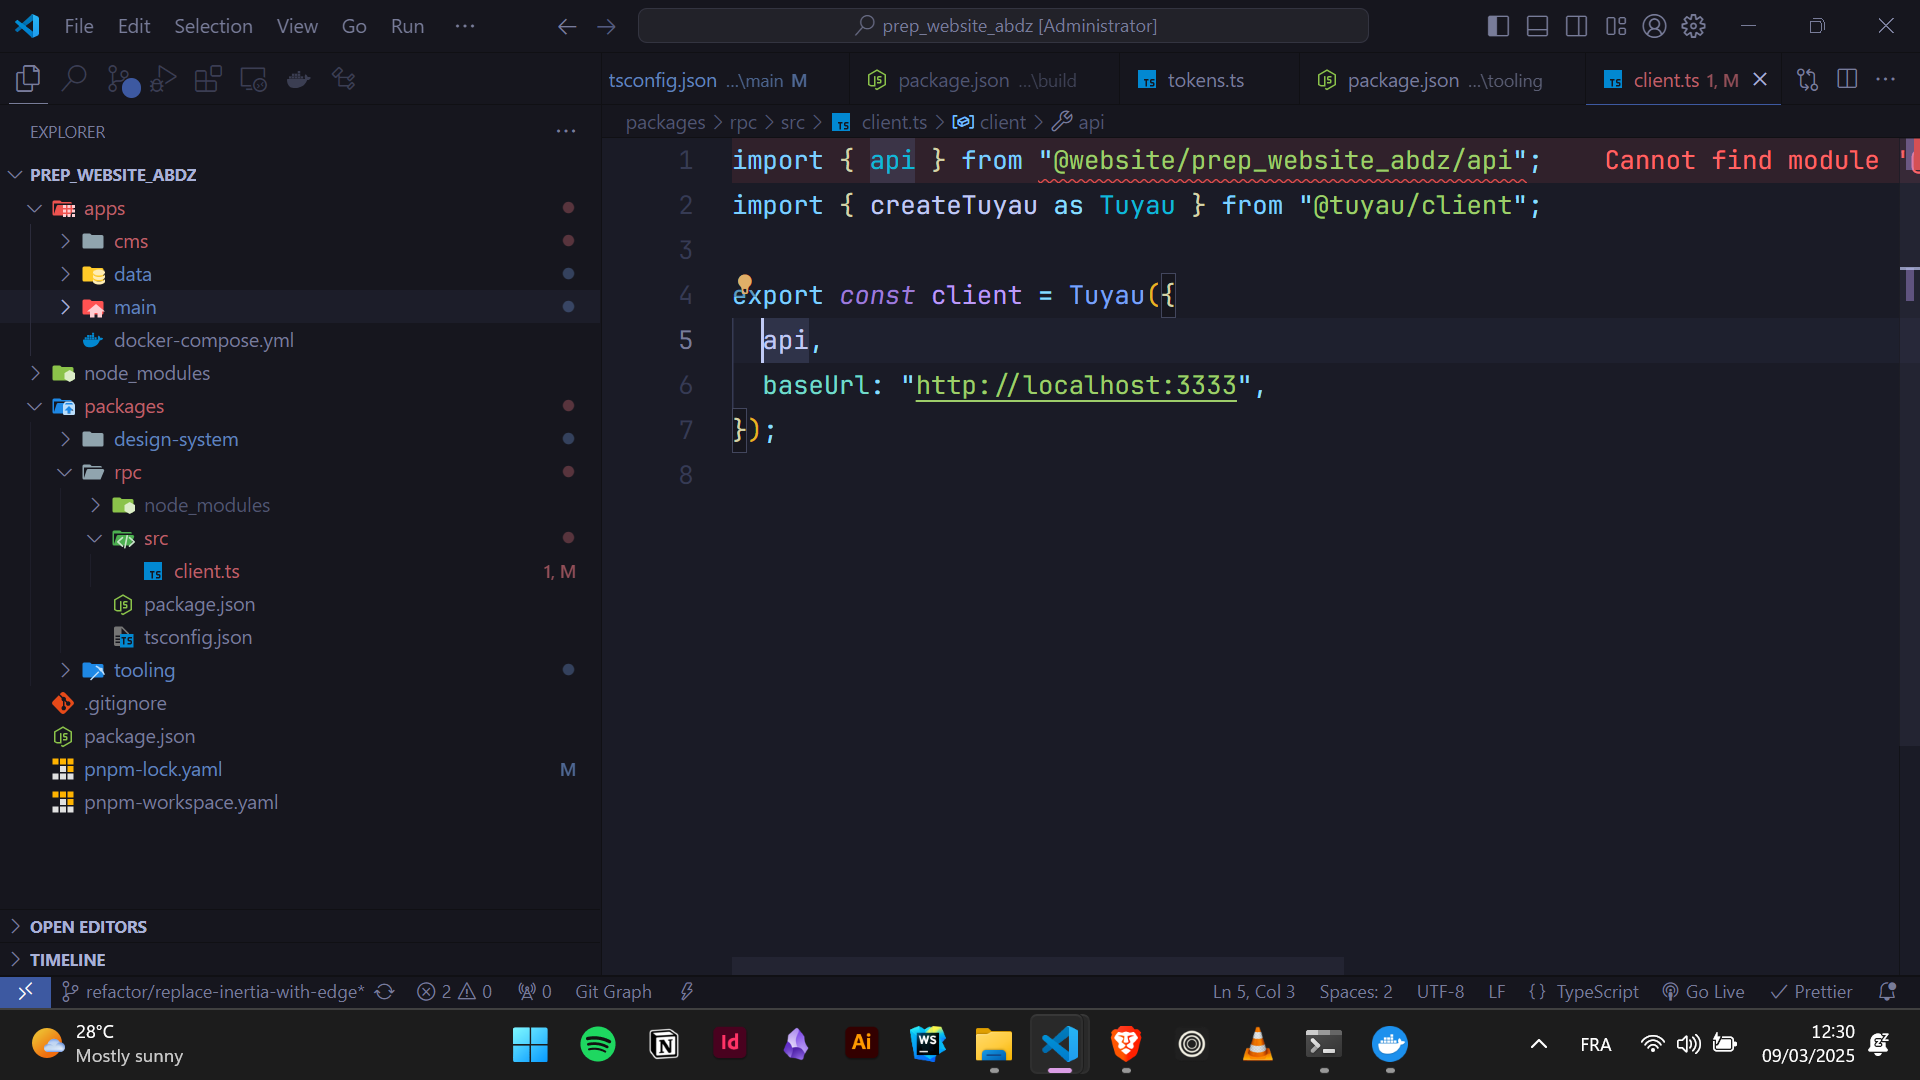 File Edit Selection View Go Run ···
prep_website_abdz [Administrator]
tsconfig.json ...\main M
package.json ...\build
tokens.ts
package.json ...\tooling
client.ts 1, M
EXPLORER
packages > rpc > src > TS client.ts > client > api
PREP_WEBSITE_ABDZ
apps
cms
data
main
docker-compose.yml
node_modules
packages
design-system
rpc
node_modules
src
client.ts 1, M
package.json
tsconfig.json
tooling
.gitignore
package.json
pnpm-lock.yaml M
pnpm-workspace.yaml
OPEN EDITORS
TIMELINE
1 import { api } from "@website/prep_website_abdz/api"; Cannot find module
2 import { createTuyau as Tuyau } from "@tuyau/client";
3
4 export const client = Tuyau({
5 api,
6 baseUrl: "http://localhost:3333",
7 });
8
refactor/replace-inertia-with-edge* 2 0 0 Git Graph Ln 5, Col 3 Spaces: 2 UTF-8 LF {} TypeScript Go Live Prettier
28°C
Mostly sunny
Id
Ai
WS
FRA
12:30
09/03/2025